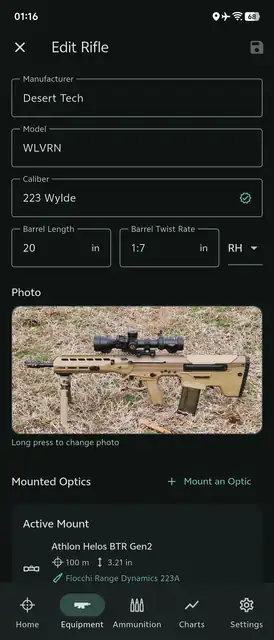 01:16
68
Edit Rifle
Manufacturer
Desert Tech
Model
WLVRN
Caliber
223 Wylde
Barrel Length
20 in
Barrel Twist Rate
1:7 in
RH
Photo
Long press to change photo
Mounted Optics
+ Mount an Optic
Active Mount
Athlon Helos BTR Gen2
100 m 3.21 in
Fiocchi Range Dynamics 223A
Home
Equipment
Ammunition
Charts
Settings